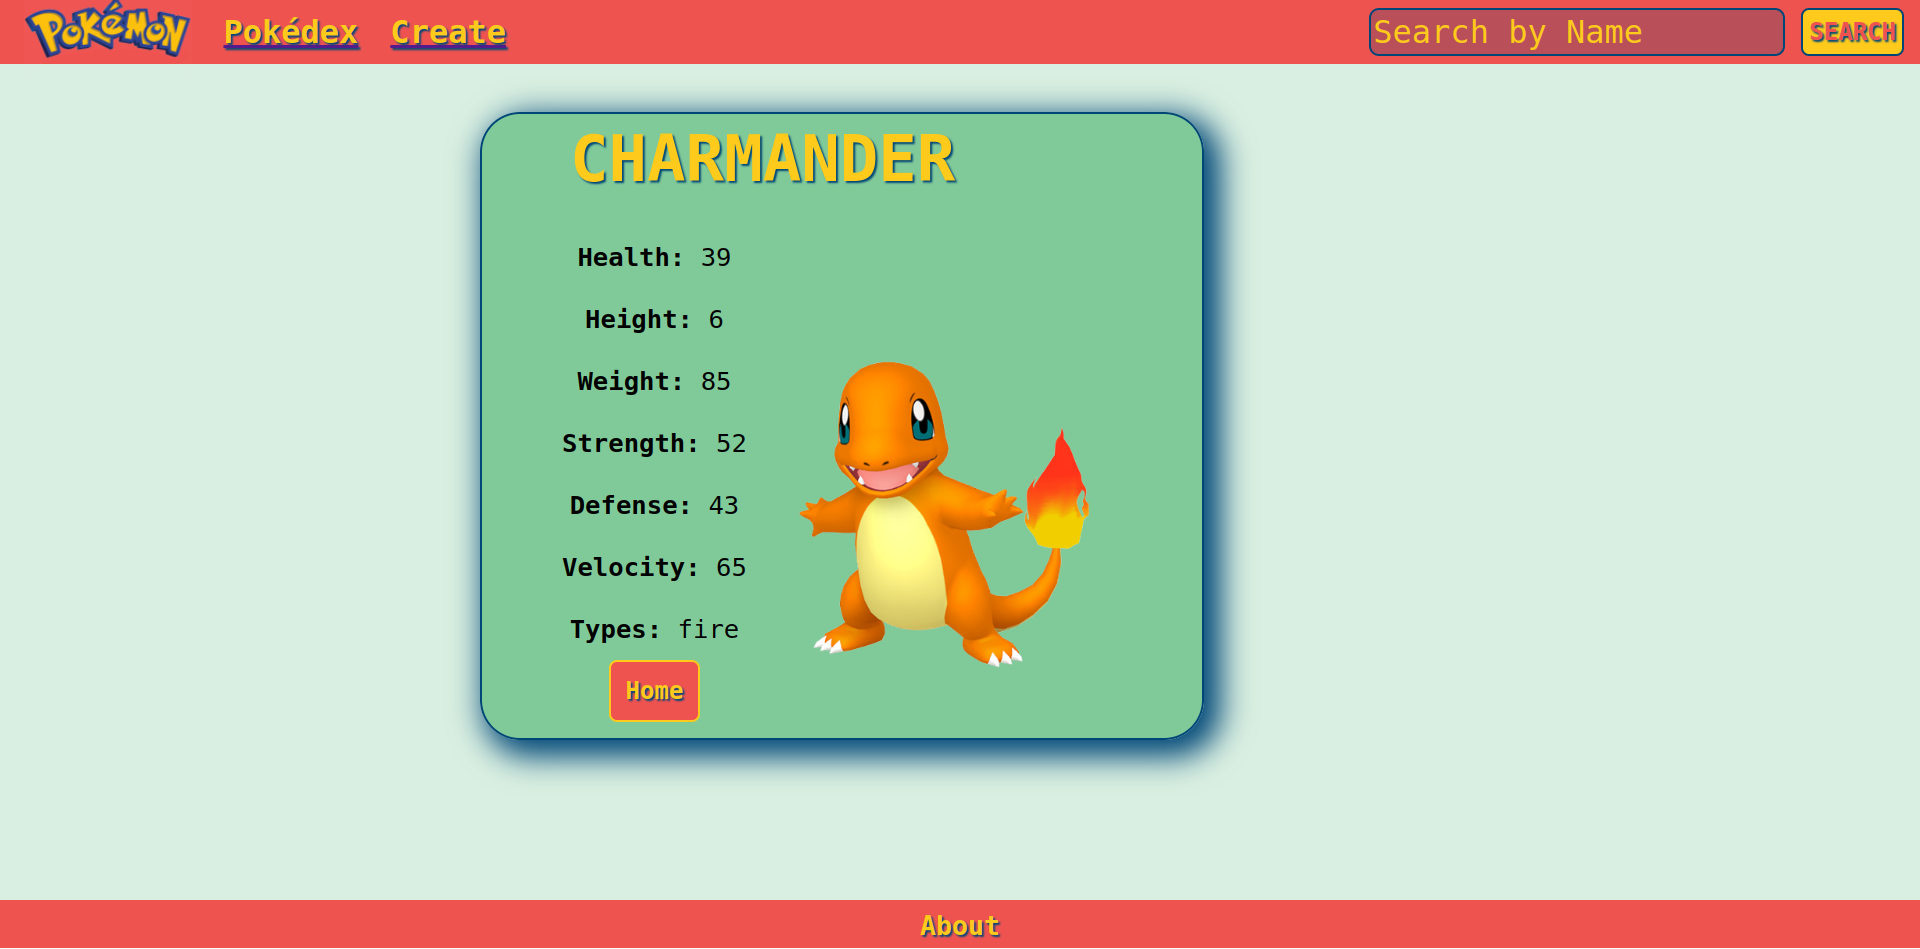 POKéMON Pokédex Create Search by Name SEARCH
CHARMANDER
Health: 39
Height: 6
Weight: 85
Strength: 52
Defense: 43
Velocity: 65
Types: fire
Home
About